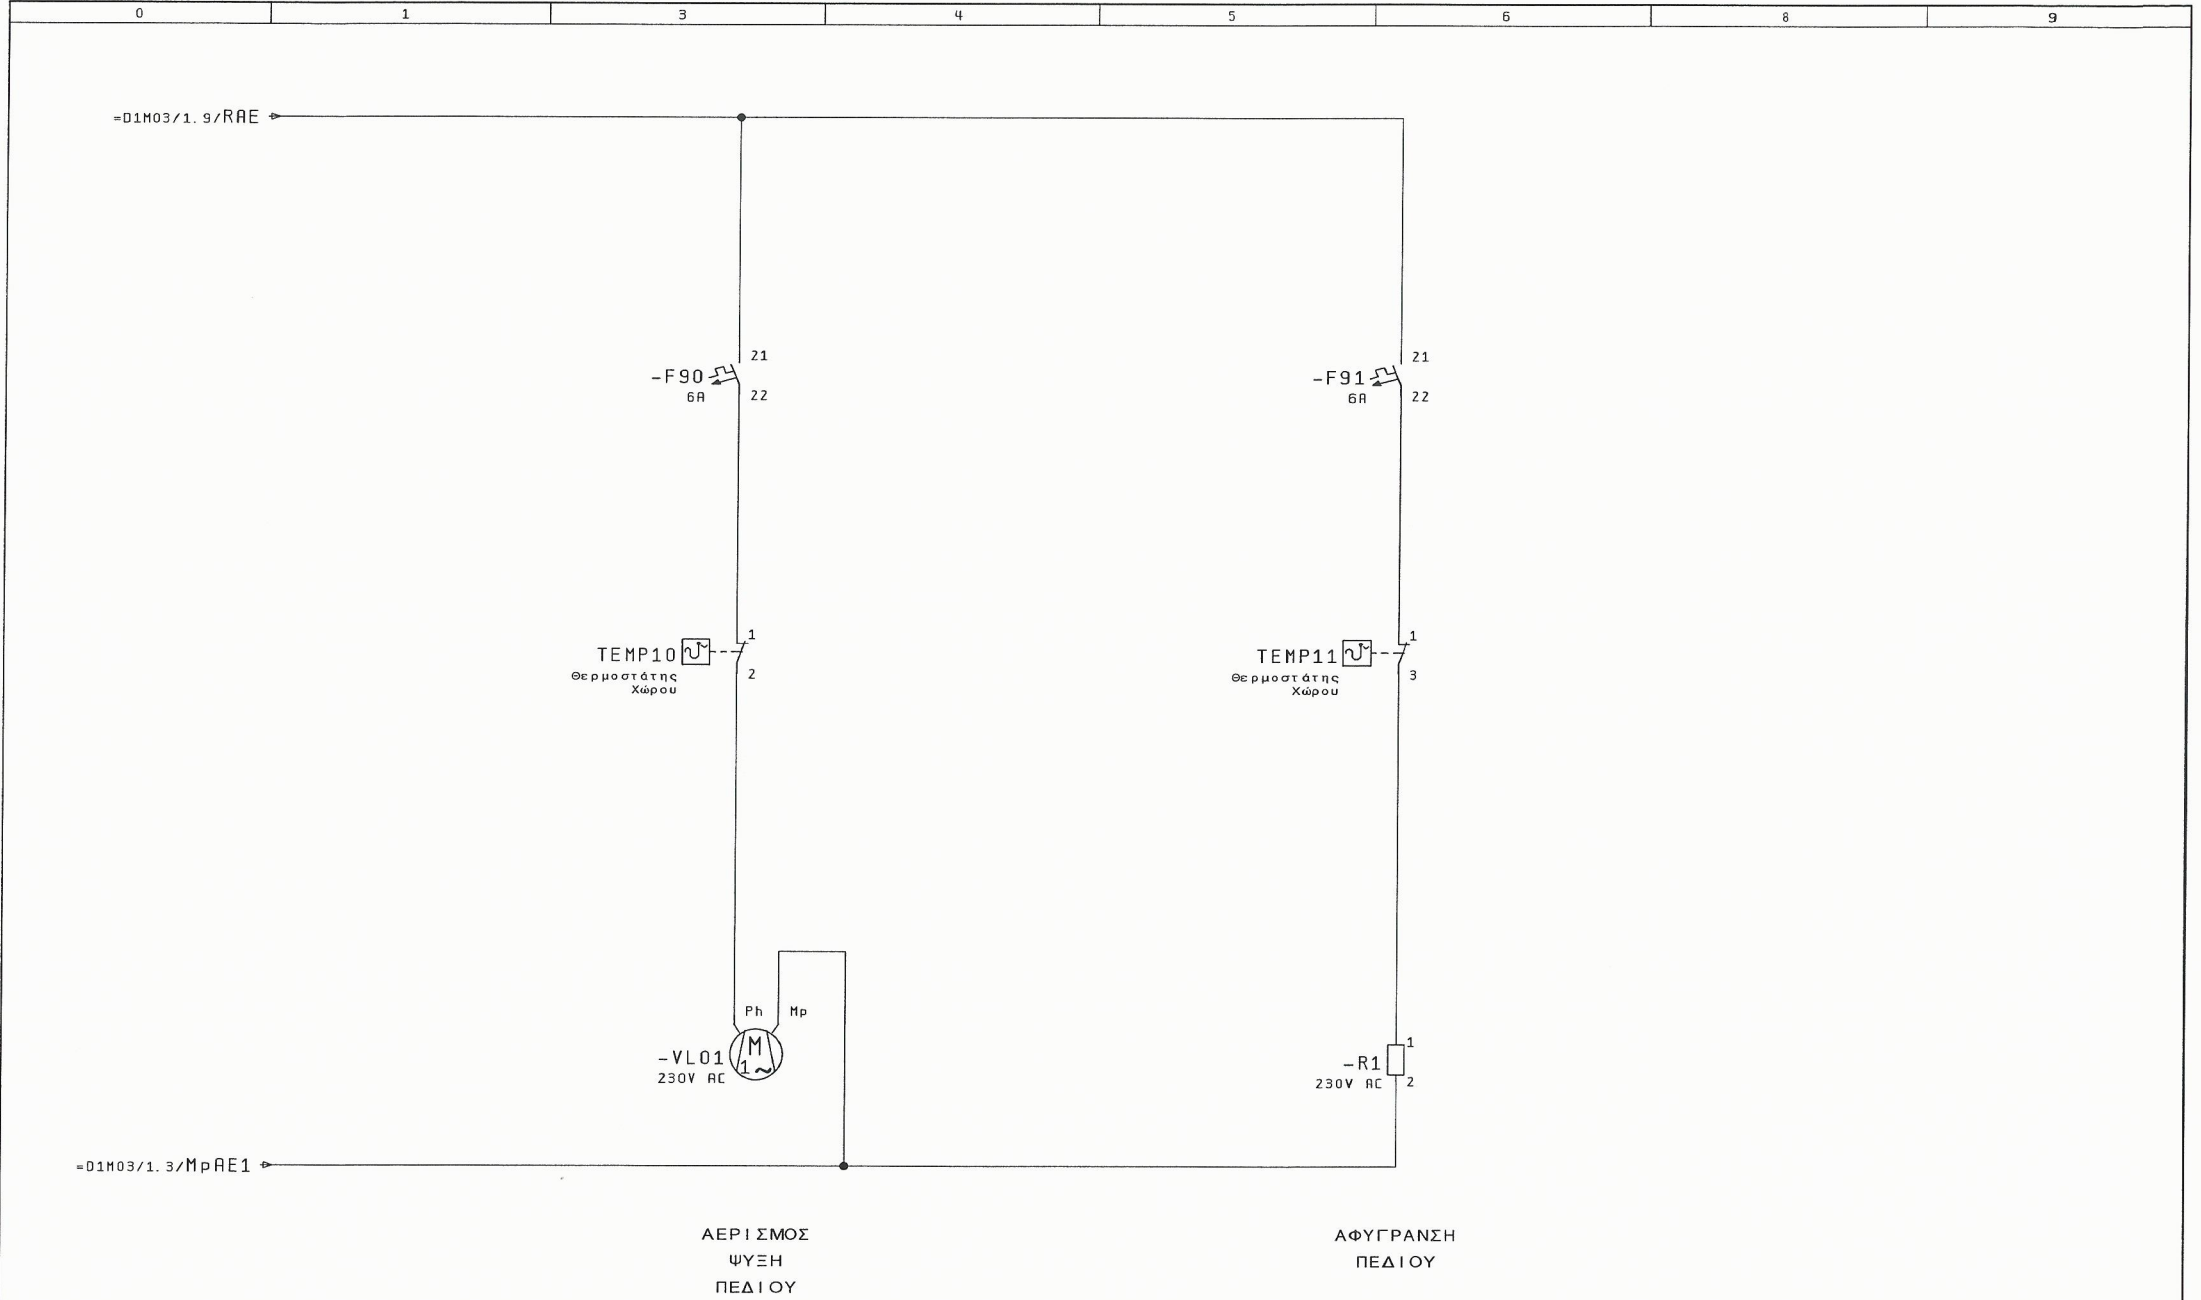 0 1 3 4 5 6 8 9
=D1M03/1.9/RAE
21 21
-F90 -F91
6A 22 6A 22
1 1
TEMP10 TEMP11
Θερμοστάτης 2 Θερμοστάτης 3
Χώρου Χώρου
Ph Mp
M 1
-VL01 1~ -R1
230V AC 230V AC 2
=D1M03/1.3/MpAE1
ΑΕΡΙΣΜΟΣ ΑΦΥΓΡΑΝΣΗ
ΨΥΞΗ ΠΕΔΙΟΥ
ΠΕΔΙΟΥ